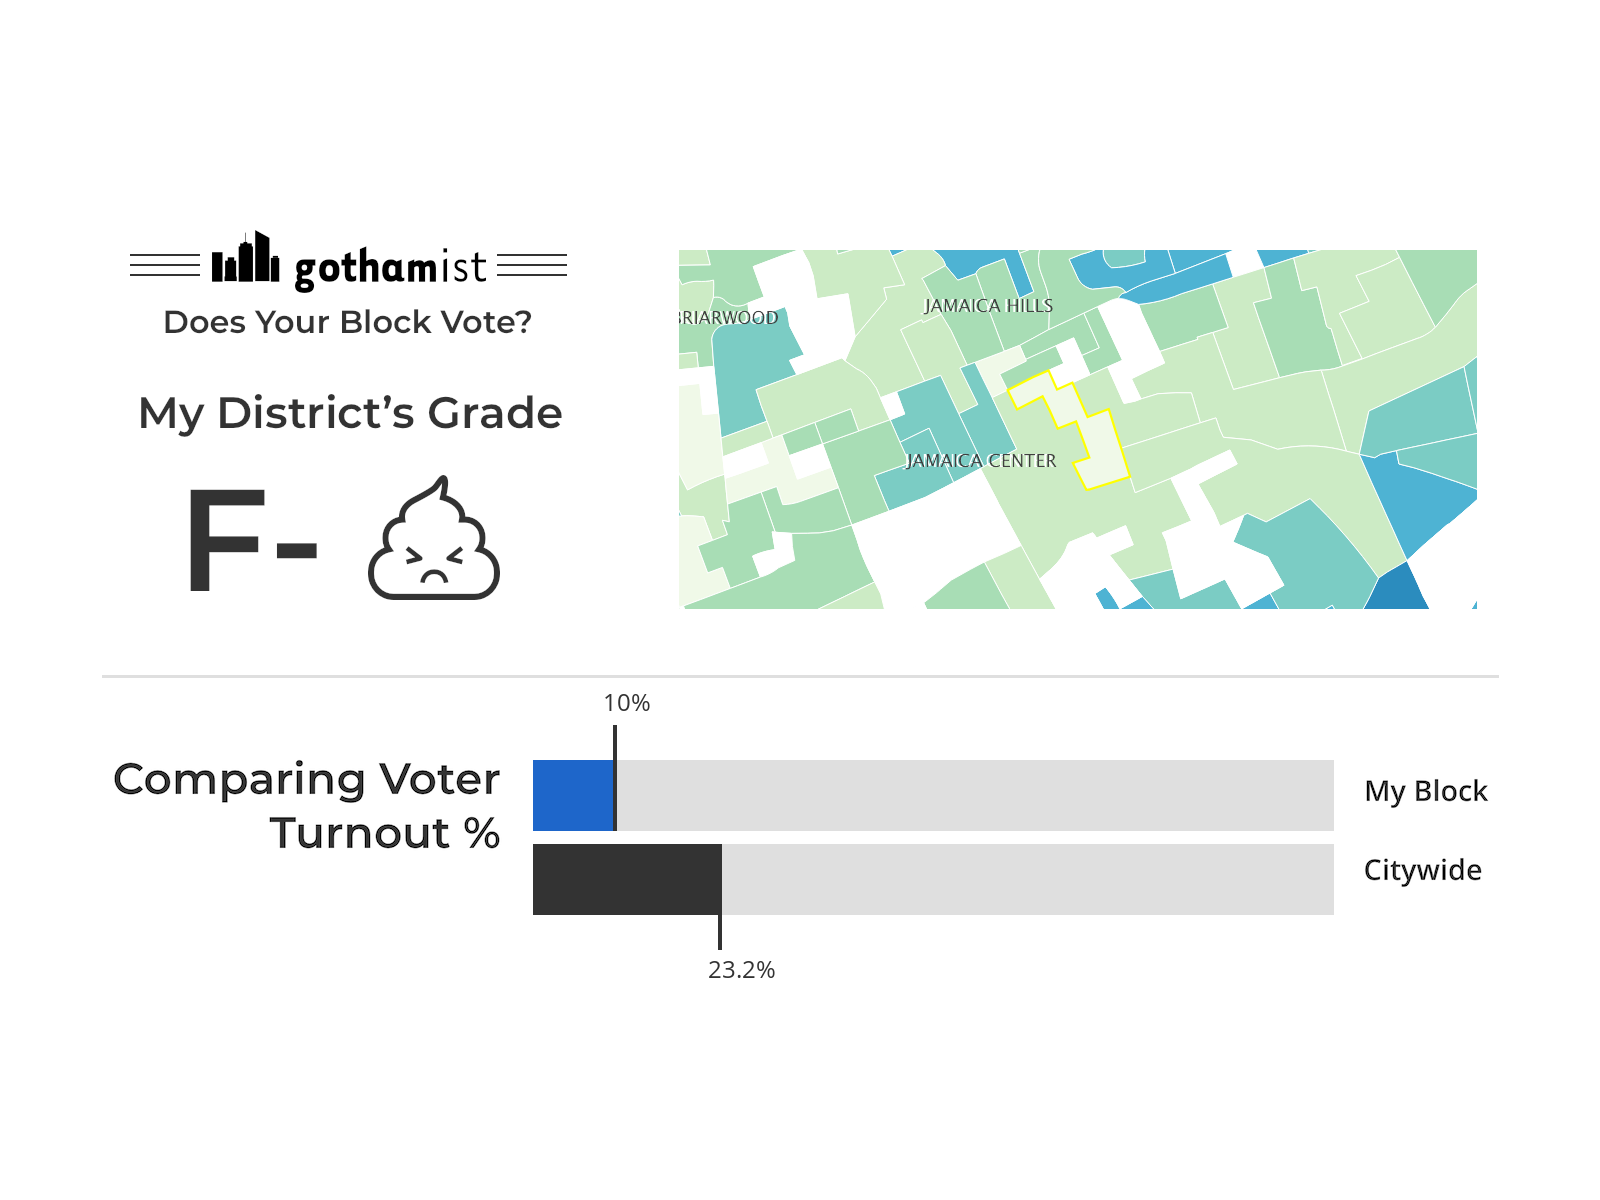 gothamist
Does Your Block Vote?
My District’s Grade
F-
BRIARWOOD
JAMAICA HILLS
JAMAICA CENTER
10%
Comparing Voter
Turnout %
My Block
Citywide
23.2%